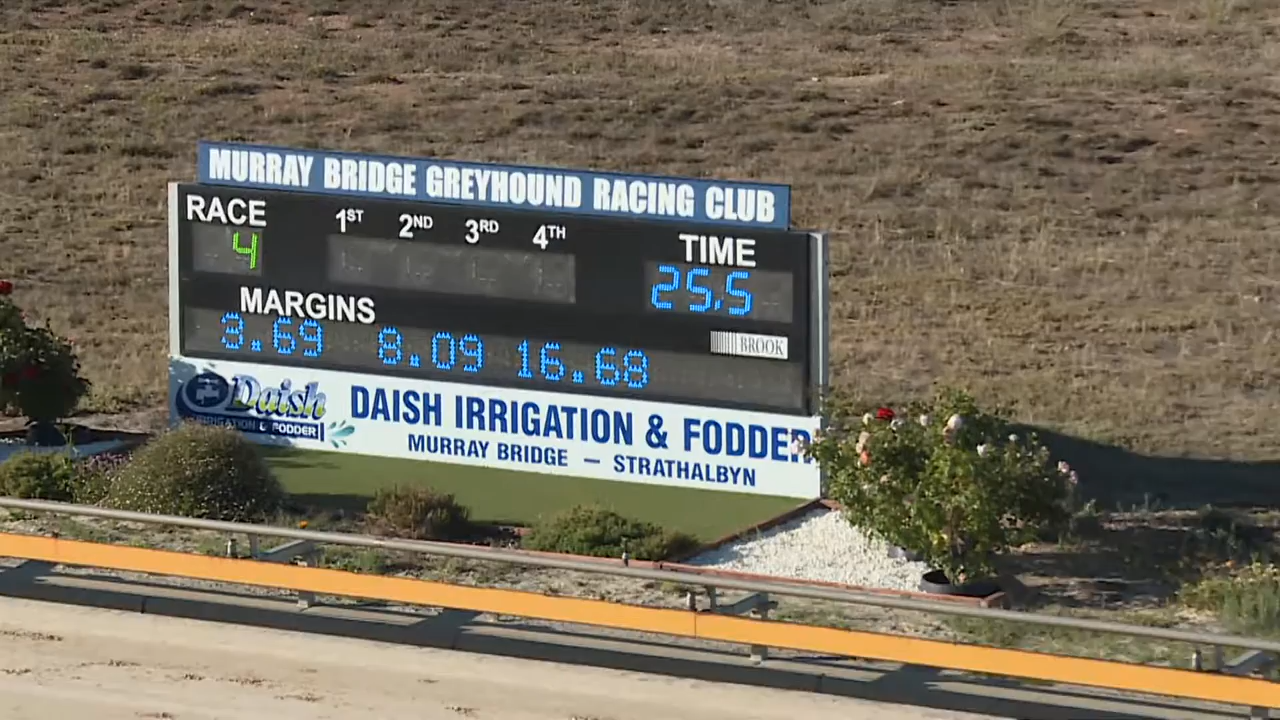 MURRAY BRIDGE GREYHOUND RACING CLUB
RACE 1ST 2ND 3RD 4TH TIME
4 25.5
MARGINS
3.69 8.09 16.68
BROOK
Daish
IRRIGATION & FODDER
DAISH IRRIGATION & FODDER
MURRAY BRIDGE – STRATHALBYN